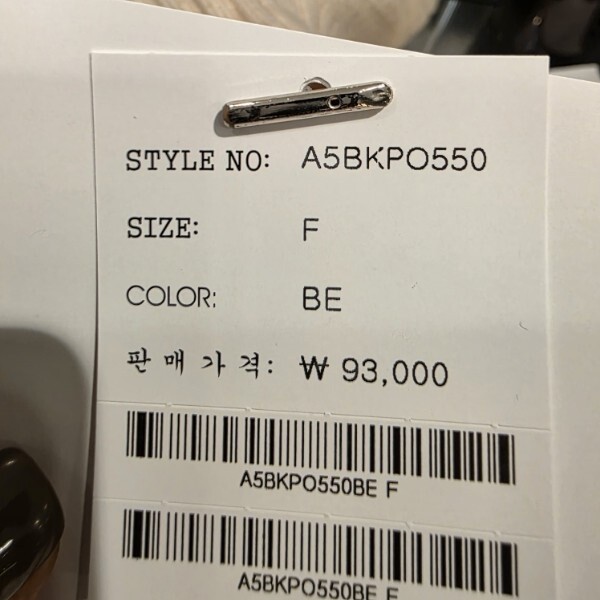 STYLE NO: A5BKPO550
SIZE: F
COLOR: BE
판매가격: ₩ 93,000
A5BKPO550BE F
A5BKPO550BE F